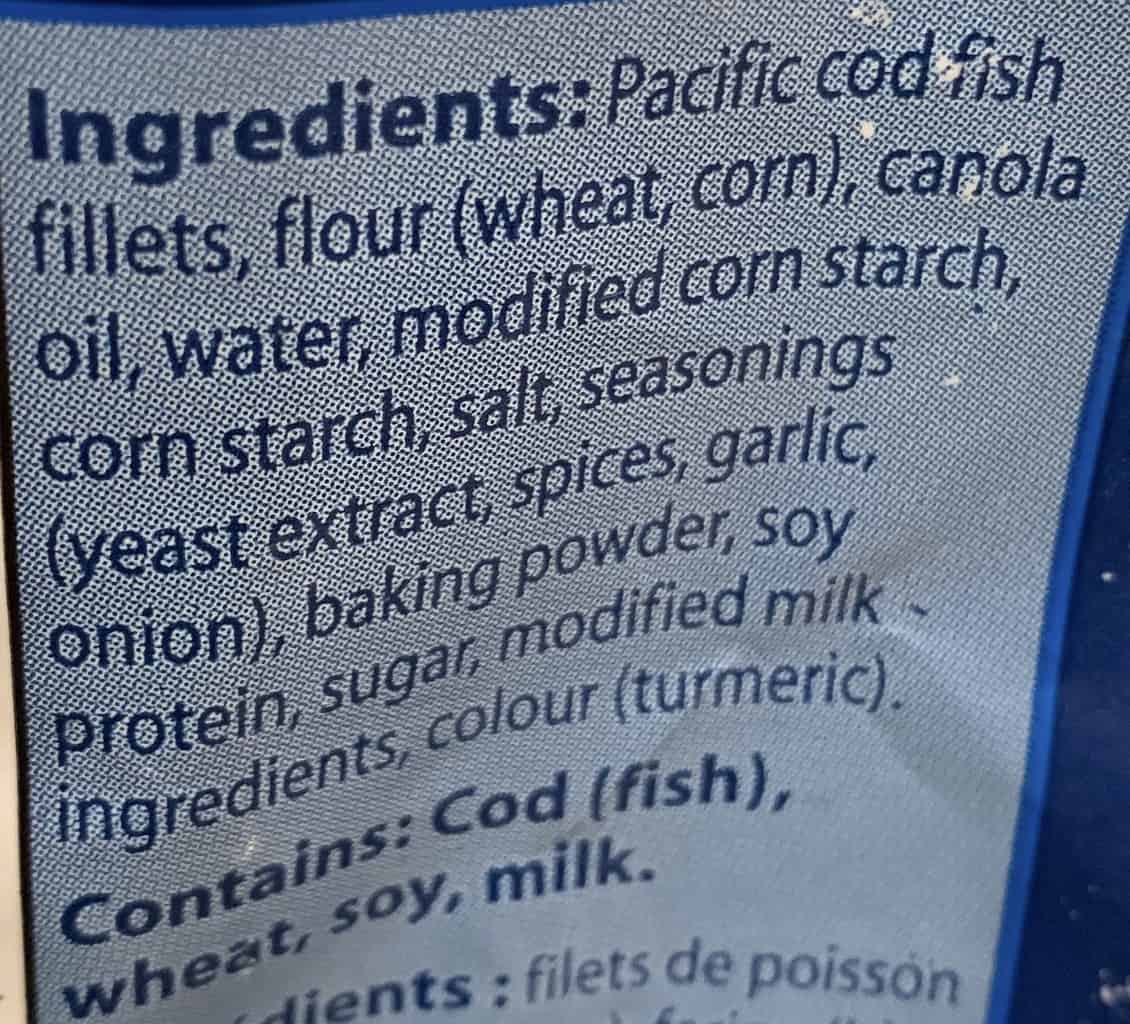 Ingredients: Pacific cod fish
fillets, flour (wheat, corn), canola
oil, water, modified corn starch,
corn starch, salt, seasonings
(yeast extract, spices, garlic,
onion), baking powder, soy
protein, sugar, modified milk
ingredients, colour (turmeric).
Contains: Cod (fish),
wheat, soy, milk.
dients : filets de poisson